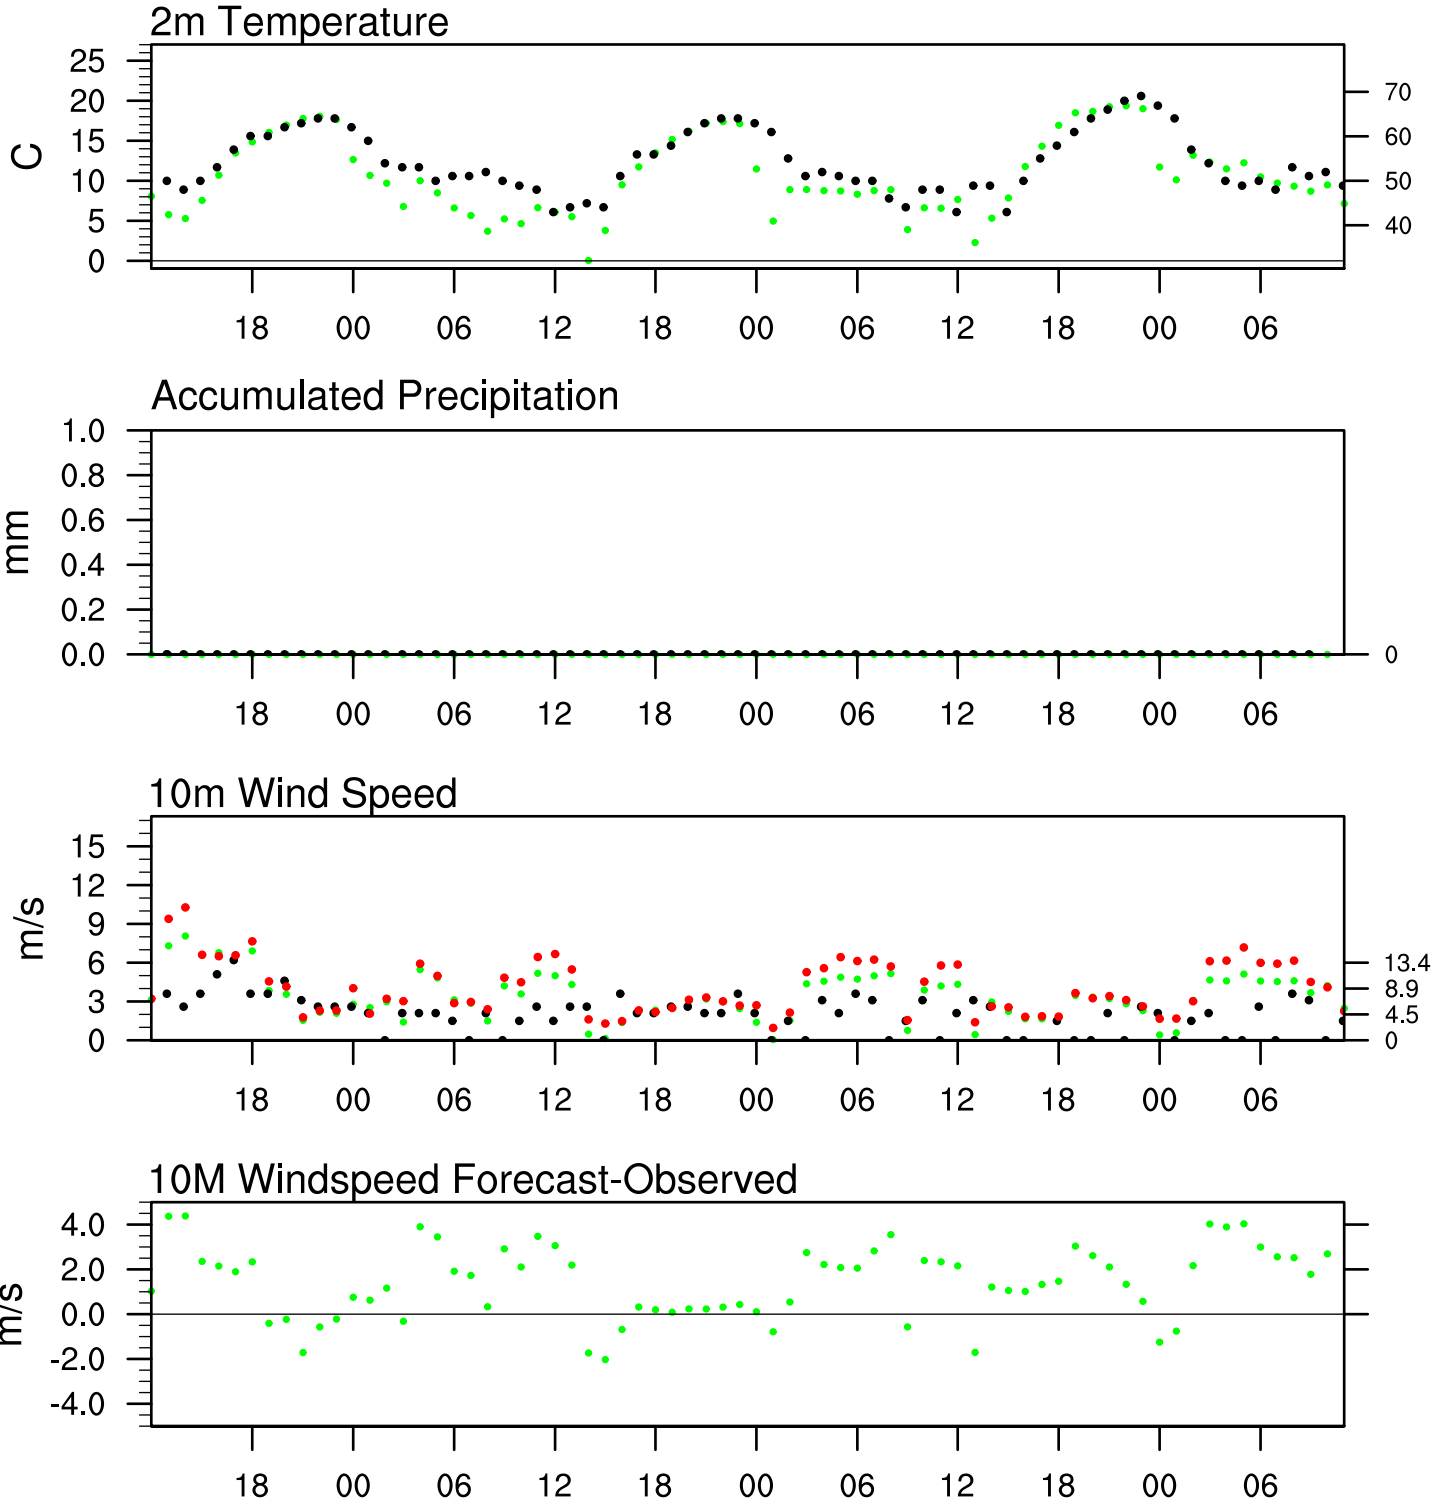 2m Temperature
25
20
15
10
5
0
C
70
60
50
40
18 00 06 12 18 00 06 12 18 00 06
Accumulated Precipitation
1.0
0.8
0.6
0.4
0.2
0.0
mm
0
18 00 06 12 18 00 06 12 18 00 06
10m Wind Speed
15
12
9
6
3
0
m/s
13.4
8.9
4.5
0
18 00 06 12 18 00 06 12 18 00 06
10M Windspeed Forecast-Observed
4.0
2.0
0.0
-2.0
-4.0
m/s
18 00 06 12 18 00 06 12 18 00 06